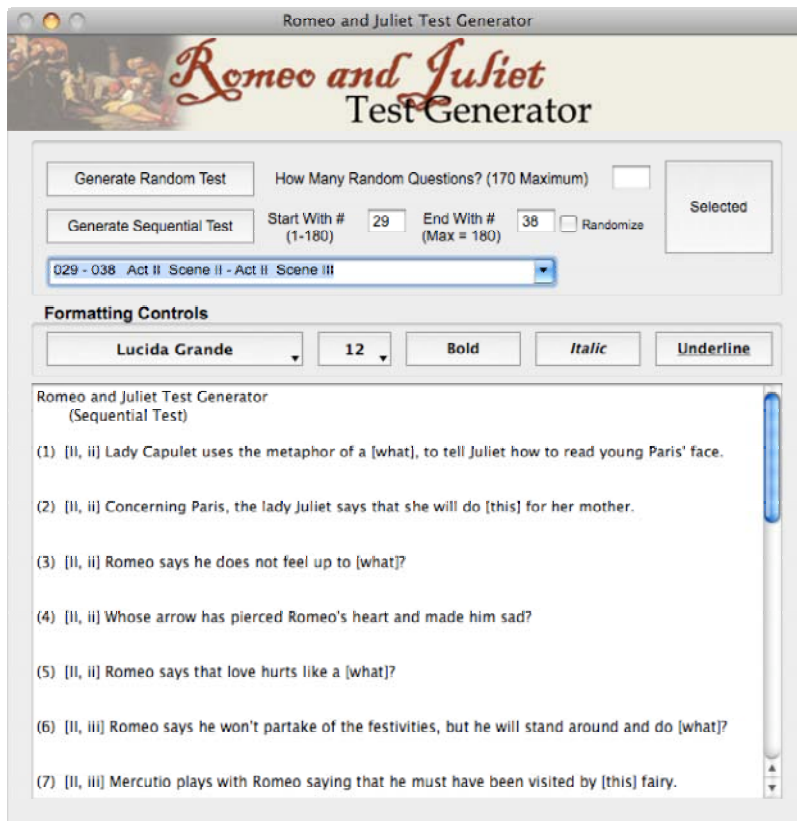 Romeo and Juliet Test Generator
Romeo and Juliet
Test Generator
Generate Random Test How Many Random Questions? (170 Maximum)
Selected
Generate Sequential Test Start With # (1-180) 29 End With # (Max = 180) 38 Randomize
029 - 038 Act II Scene II - Act II Scene III
Formatting Controls
Lucida Grande 12 Bold Italic Underline
Romeo and Juliet Test Generator
(Sequential Test)
(1) [II, ii] Lady Capulet uses the metaphor of a [what], to tell Juliet how to read young Paris' face.
(2) [II, ii] Concerning Paris, the lady Juliet says that she will do [this] for her mother.
(3) [II, ii] Romeo says he does not feel up to [what]?
(4) [II, ii] Whose arrow has pierced Romeo's heart and made him sad?
(5) [II, ii] Romeo says that love hurts like a [what]?
(6) [II, iii] Romeo says he won't partake of the festivities, but he will stand around and do [what]?
(7) [II, iii] Mercutio plays with Romeo saying that he must have been visited by [this] fairy.